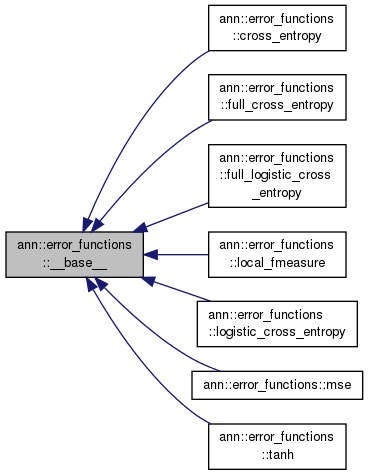 ann::error_functions
::cross_entropy
ann::error_functions
::full_cross_entropy
ann::error_functions
::full_logistic_cross
_entropy
ann::error_functions
::__base__
ann::error_functions
::local_fmeasure
ann::error_functions
::logistic_cross_entropy
ann::error_functions::mse
ann::error_functions
::tanh